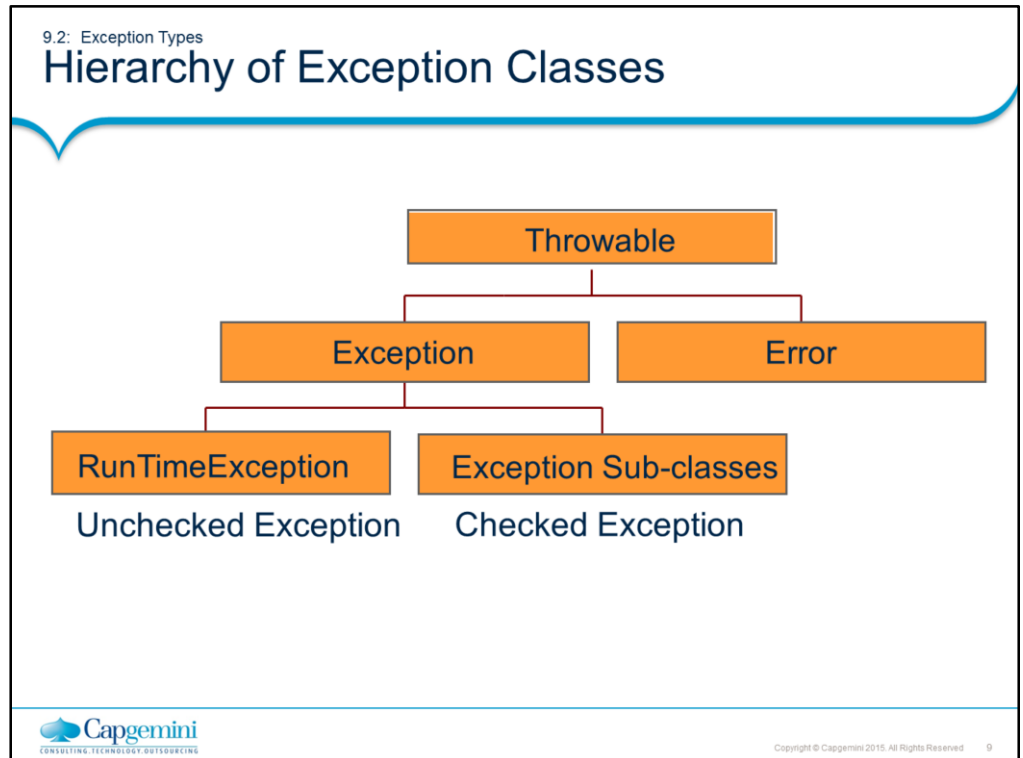 9.2: Exception Types
Hierarchy of Exception Classes
Throwable
Exception
Error
RunTimeException
Exception Sub-classes
Unchecked Exception
Checked Exception
Capgemini
CONSULTING.TECHNOLOGY.OUTSOURCING
Copyright © Capgemini 2015. All Rights Reserved 9